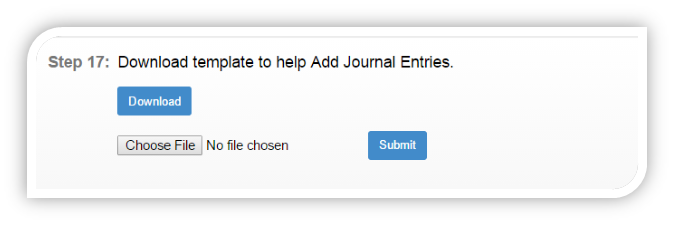 Step 17: Download template to help Add Journal Entries.
Download
Choose File No file chosen Submit